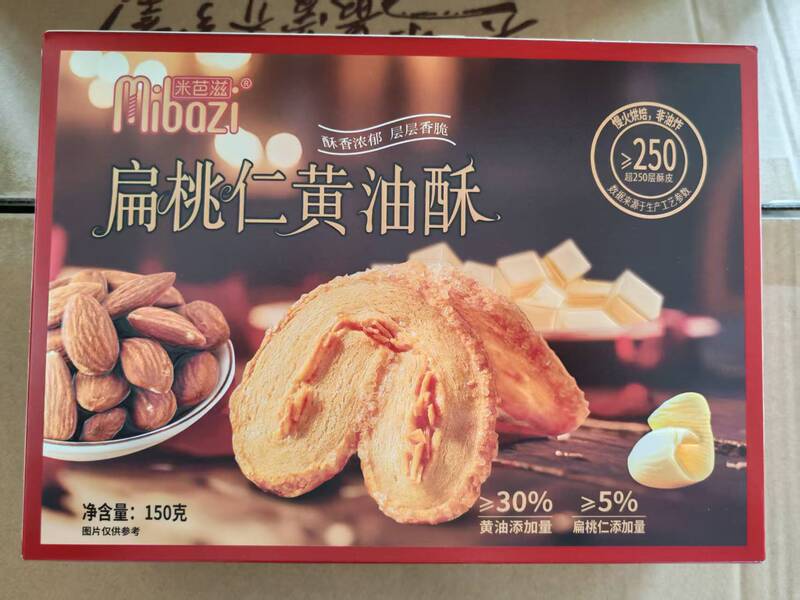 米芭滋®
Mibazi
酥香浓郁 层层香脆
扁桃仁黄油酥
慢火烘焙，非油炸
≥250
超250层酥皮
数据来源于生产工艺参数
净含量：150克
图片仅供参考
≥30%
黄油添加量
≥5%
扁桃仁添加量